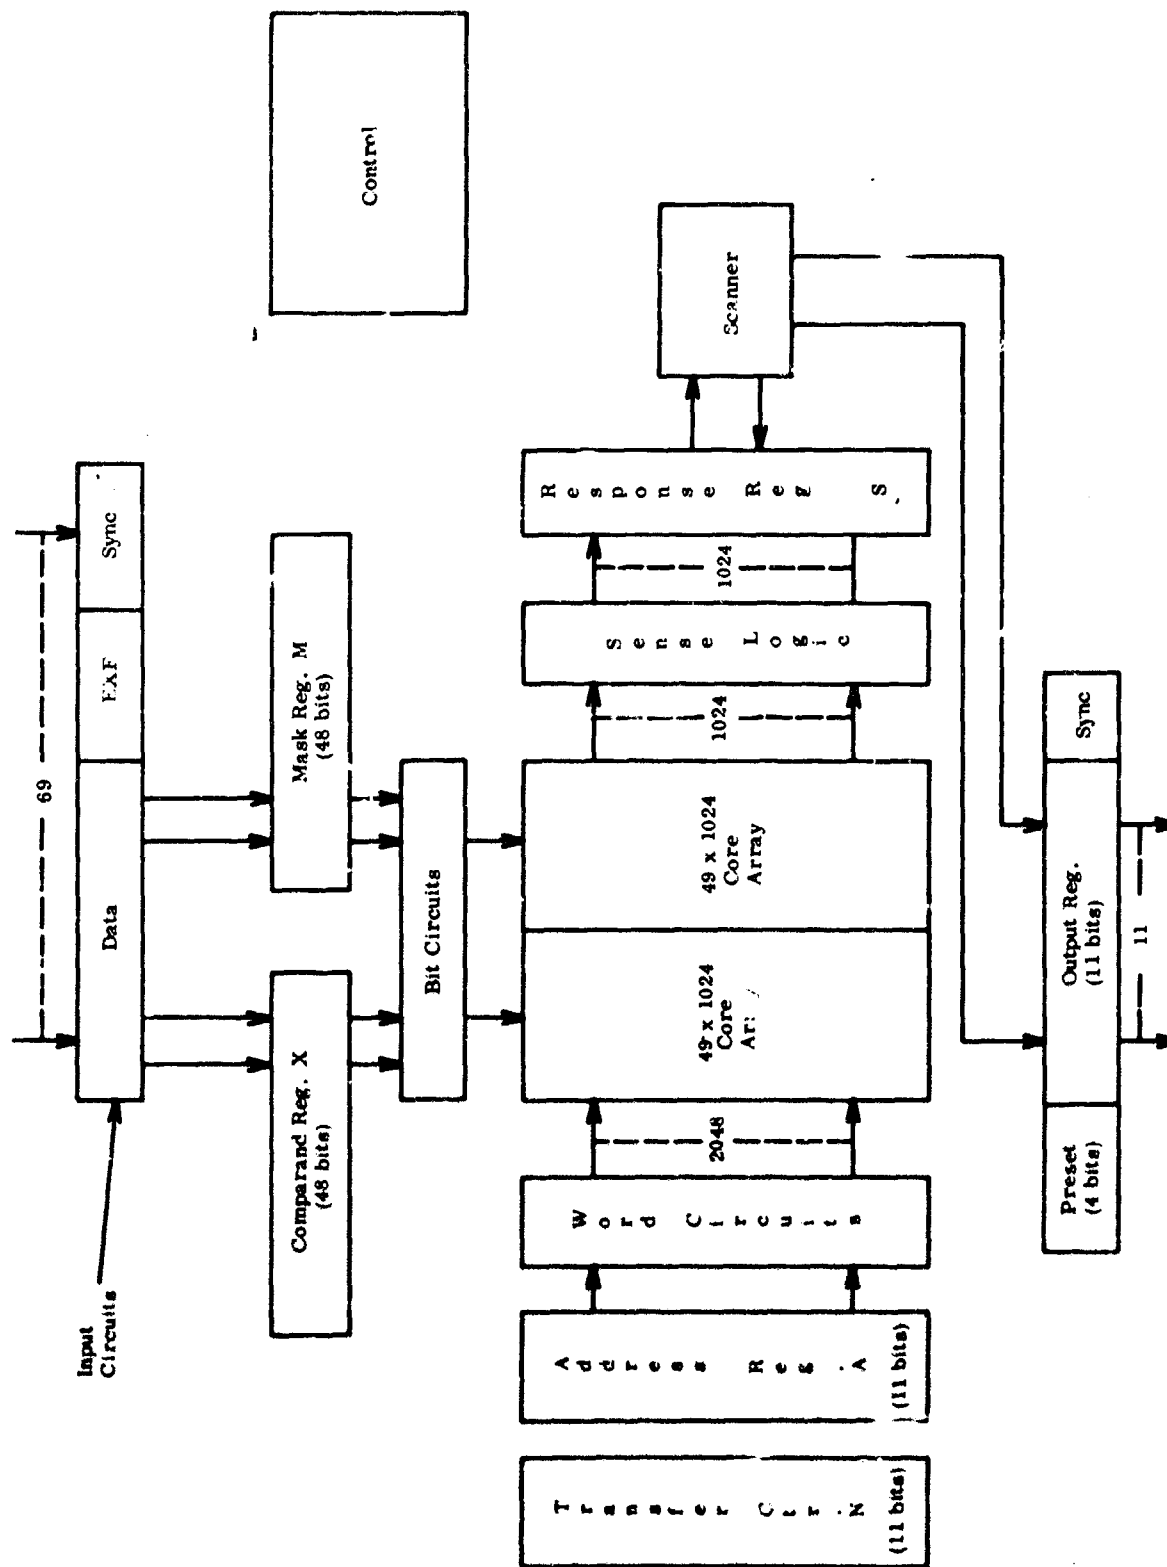 69
Input
Circuits
Data
EXF
Sync
Comparand Reg. X
(48 bits)
Mask Reg. M
(48 bits)
Control
Bit Circuits
Transfer Ctr. N
(11 bits)
Address Reg. A
(11 bits)
Word Circuits
2048
49 x 1024
Core
49 x 1024
Core
Array
1024
Sense Logic
1024
Response Reg S
Scanner
Preset
(4 bits)
Output Reg.
(11 bits)
Sync
11